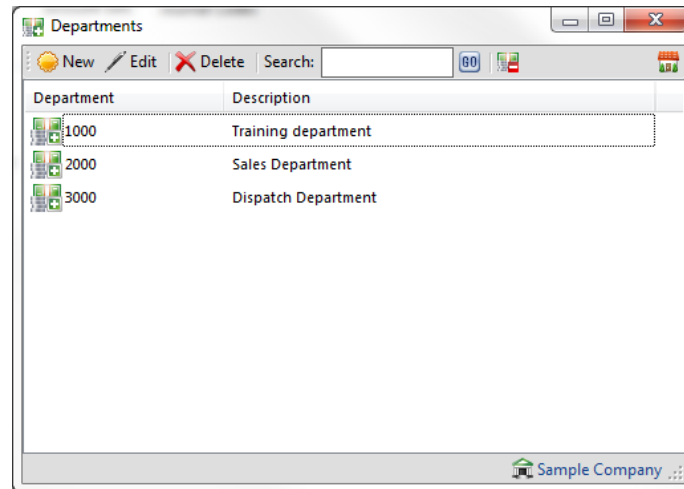 Departments
New Edit Delete Search: GO
Department Description
1000 Training department
2000 Sales Department
3000 Dispatch Department
Sample Company